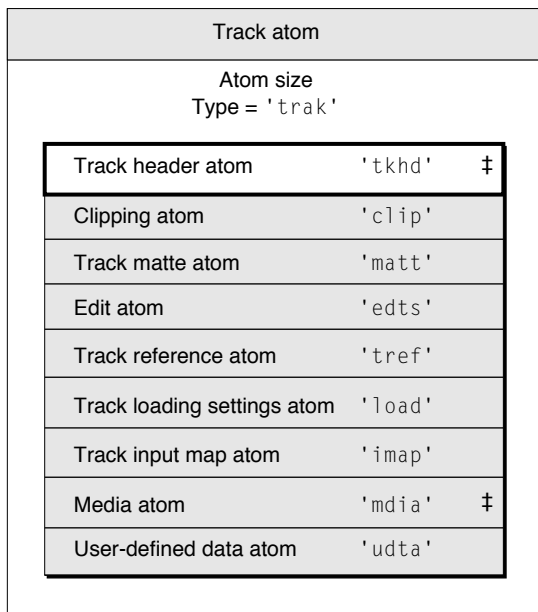 Track atom
Atom size
Type = 'trak'
Track header atom 'tkhd' ‡
Clipping atom 'clip'
Track matte atom 'matt'
Edit atom 'edts'
Track reference atom 'tref'
Track loading settings atom 'load'
Track input map atom 'imap'
Media atom 'mdia' ‡
User-defined data atom 'udta'